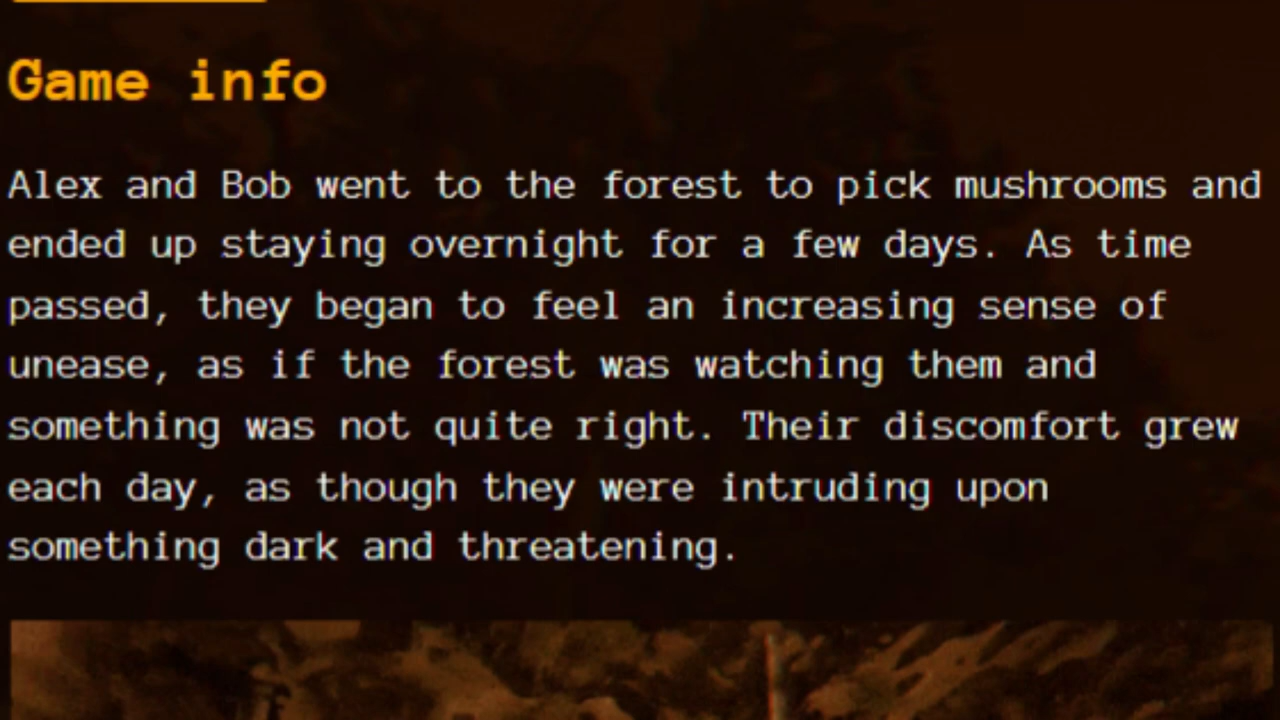 Game info
Alex and Bob went to the forest to pick mushrooms and
ended up staying overnight for a few days. As time
passed, they began to feel an increasing sense of
unease, as if the forest was watching them and
something was not quite right. Their discomfort grew
each day, as though they were intruding upon
something dark and threatening.